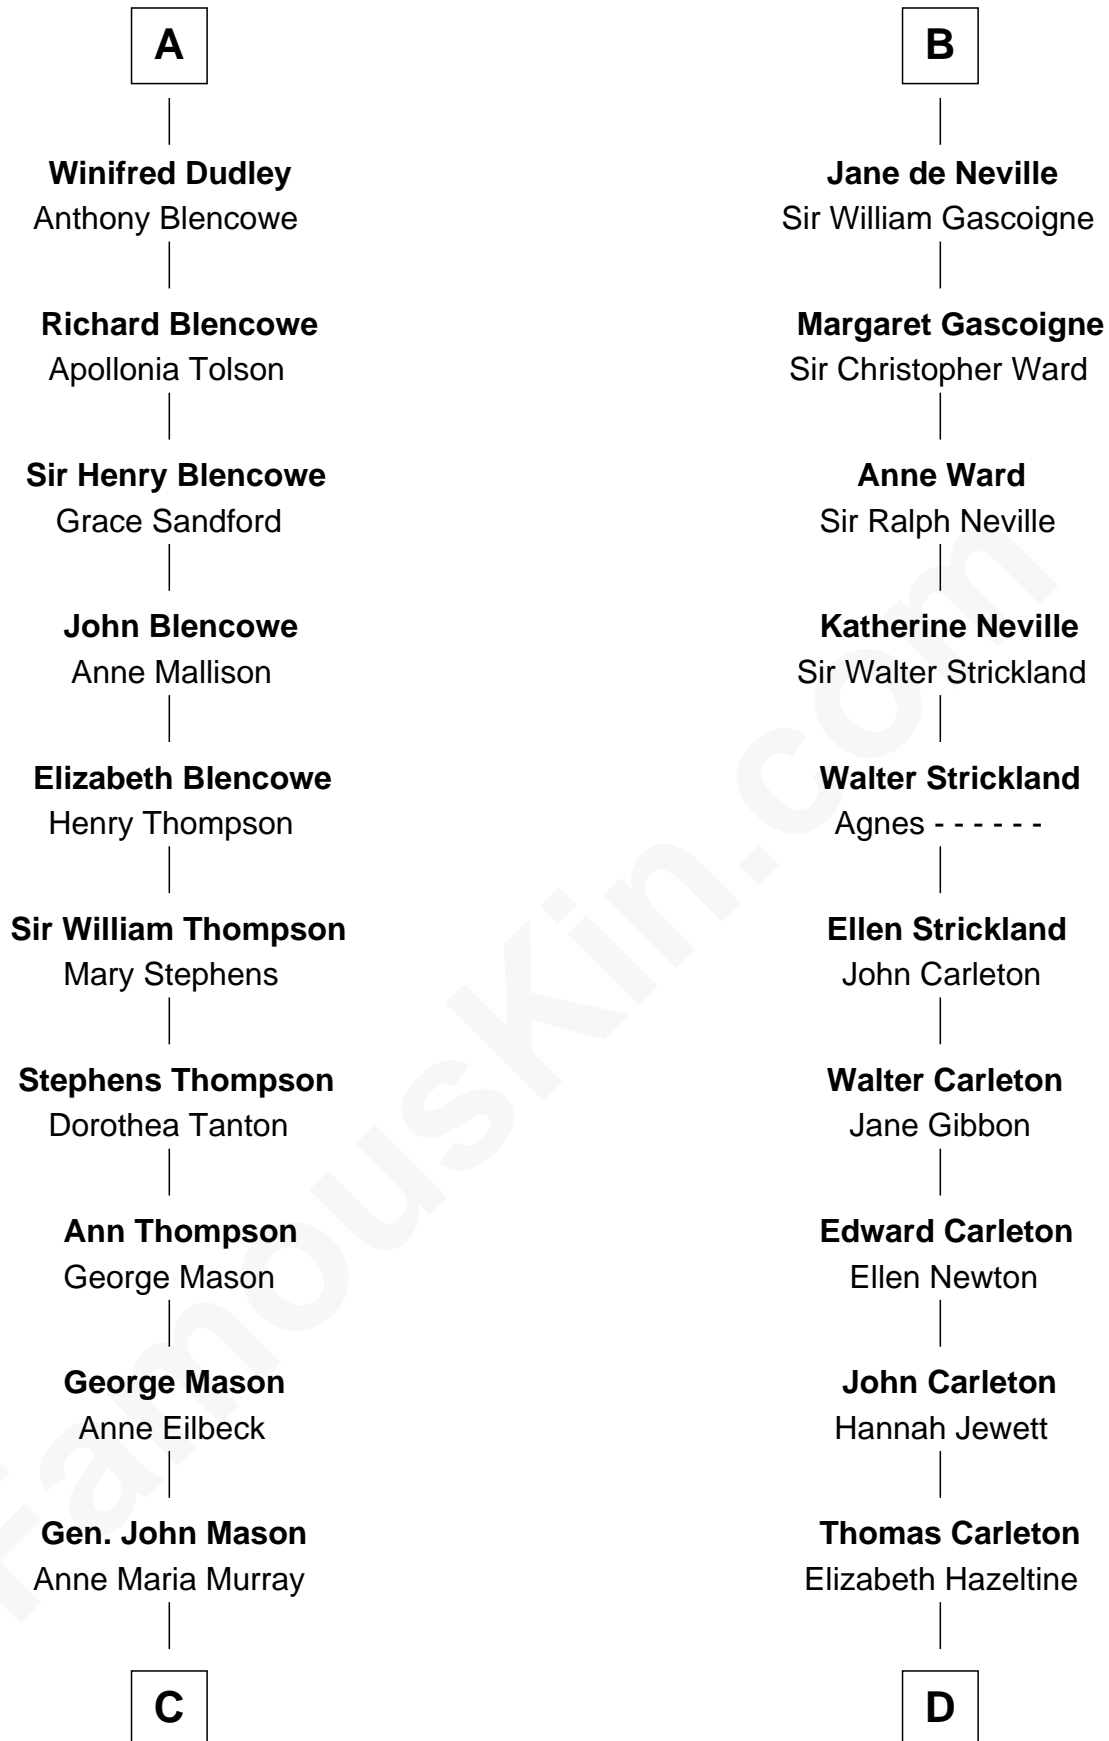 A
Winifred Dudley
Anthony Blencowe
Richard Blencowe
Apollonia Tolson
Sir Henry Blencowe
Grace Sandford
John Blencowe
Anne Mallison
Elizabeth Blencowe
Henry Thompson
Sir William Thompson
Mary Stephens
Stephens Thompson
Dorothea Tanton
Ann Thompson
George Mason
George Mason
Anne Eilbeck
Gen. John Mason
Anne Maria Murray
C
B
Jane de Neville
Sir William Gascoigne
Margaret Gascoigne
Sir Christopher Ward
Anne Ward
Sir Ralph Neville
Katherine Neville
Sir Walter Strickland
Walter Strickland
Agnes - - - - - -
Ellen Strickland
John Carleton
Walter Carleton
Jane Gibbon
Edward Carleton
Ellen Newton
John Carleton
Hannah Jewett
Thomas Carleton
Elizabeth Hazeltine
D
FamousKin.com